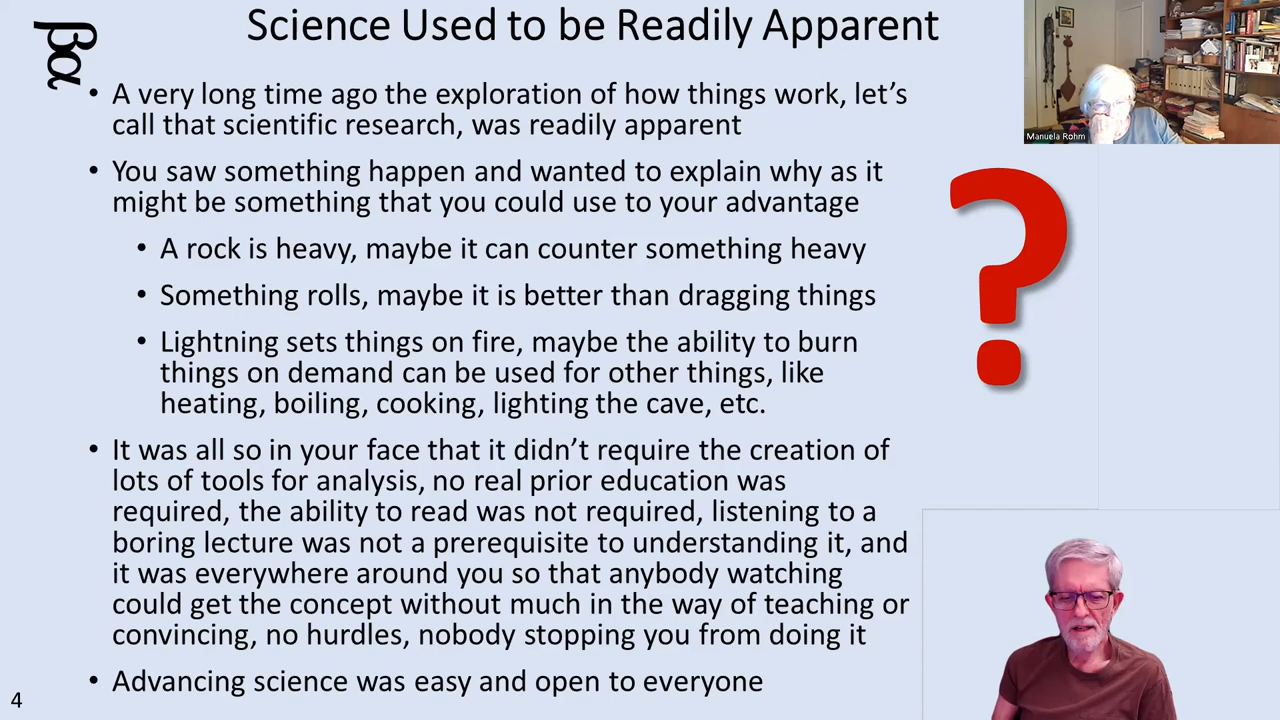 Science Used to be Readily Apparent
βα
• A very long time ago the exploration of how things work, let’s
call that scientific research, was readily apparent
• You saw something happen and wanted to explain why as it
might be something that you could use to your advantage
• A rock is heavy, maybe it can counter something heavy
• Something rolls, maybe it is better than dragging things
• Lightning sets things on fire, maybe the ability to burn
things on demand can be used for other things, like
heating, boiling, cooking, lighting the cave, etc.
• It was all so in your face that it didn’t require the creation of
lots of tools for analysis, no real prior education was
required, the ability to read was not required, listening to a
boring lecture was not a prerequisite to understanding it, and
it was everywhere around you so that anybody watching
could get the concept without much in the way of teaching or
convincing, no hurdles, nobody stopping you from doing it
• Advancing science was easy and open to everyone
4
Manuela Rohm
?